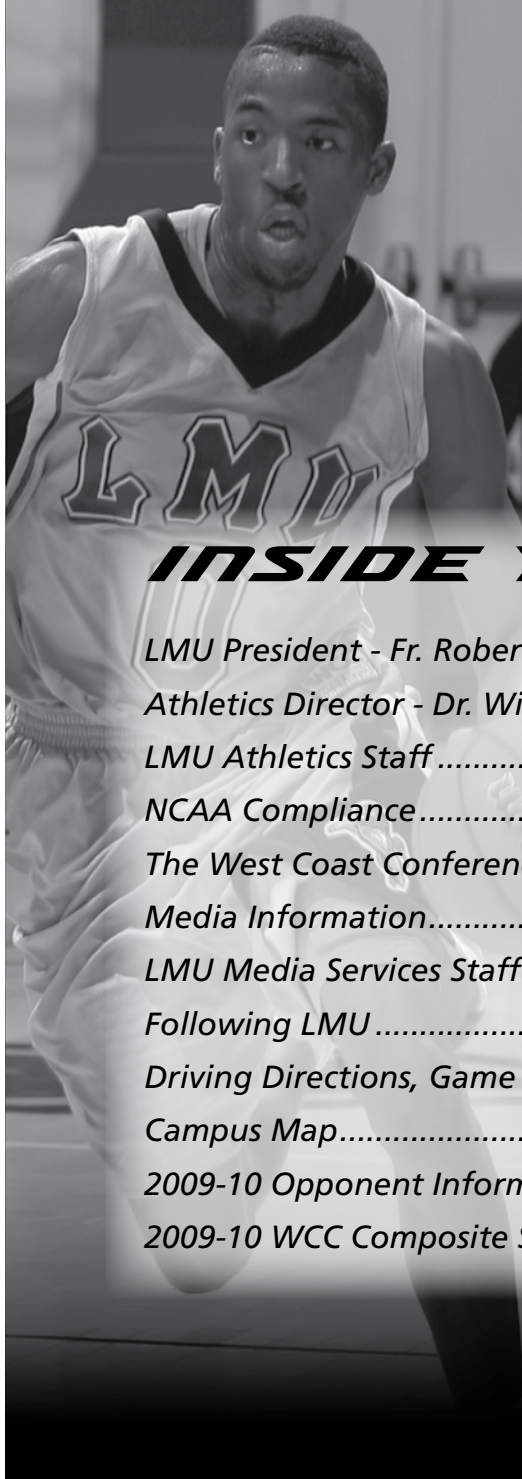 LMU
0
INSIDE
LMU President - Fr. Rober
Athletics Director - Dr. Wi
LMU Athletics Staff ..........
NCAA Compliance............
The West Coast Conferen
Media Information...........
LMU Media Services Staff
Following LMU .................
Driving Directions, Game
Campus Map.....................
2009-10 Opponent Inform
2009-10 WCC Composite S